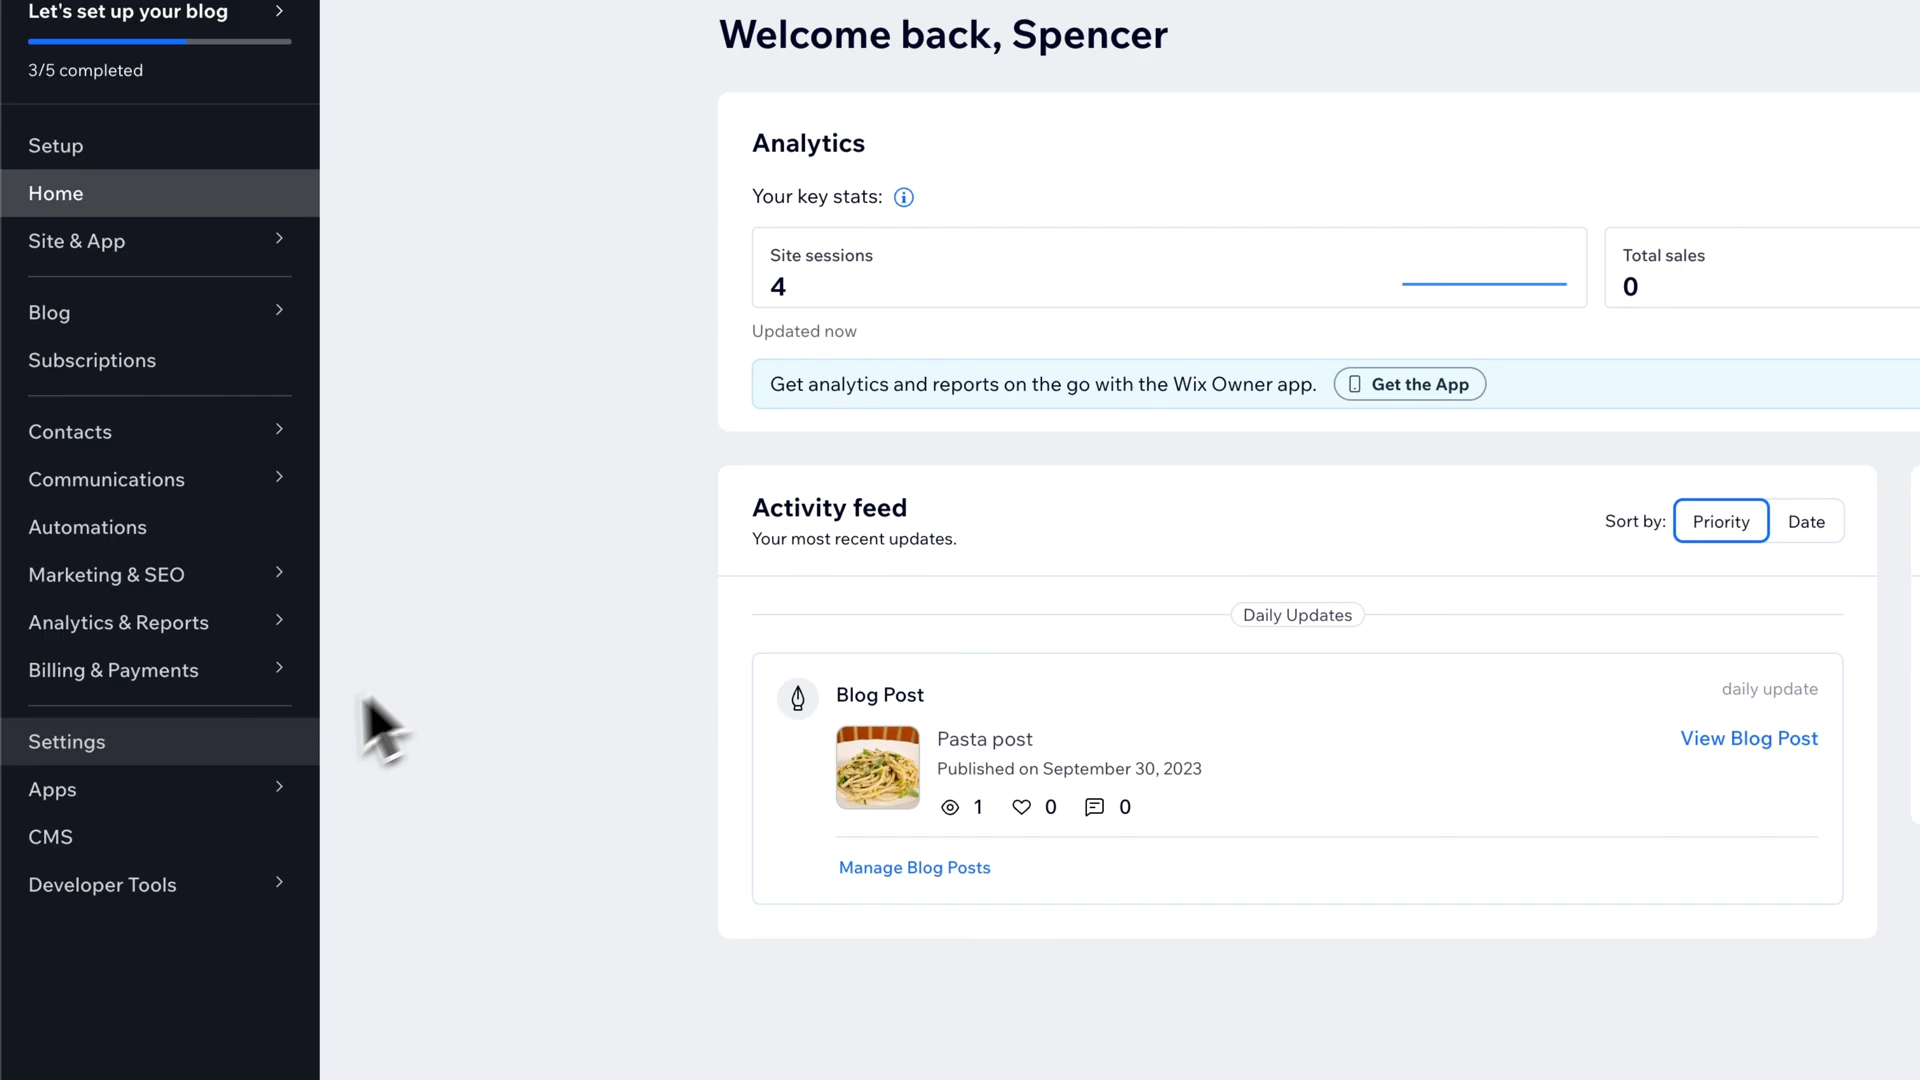 Let's set up your blog
3/5 completed
Setup
Home
Site & App
Blog
Subscriptions
Contacts
Communications
Automations
Marketing & SEO
Analytics & Reports
Billing & Payments
Settings
Apps
CMS
Developer Tools
Welcome back, Spencer
Analytics
Your key stats:
Site sessions
4
Total sales
0
Updated now
Get analytics and reports on the go with the Wix Owner app.
Get the App
Activity feed
Your most recent updates.
Sort by: Priority Date
Daily Updates
Blog Post
daily update
Pasta post
View Blog Post
Published on September 30, 2023
1 0 0
Manage Blog Posts